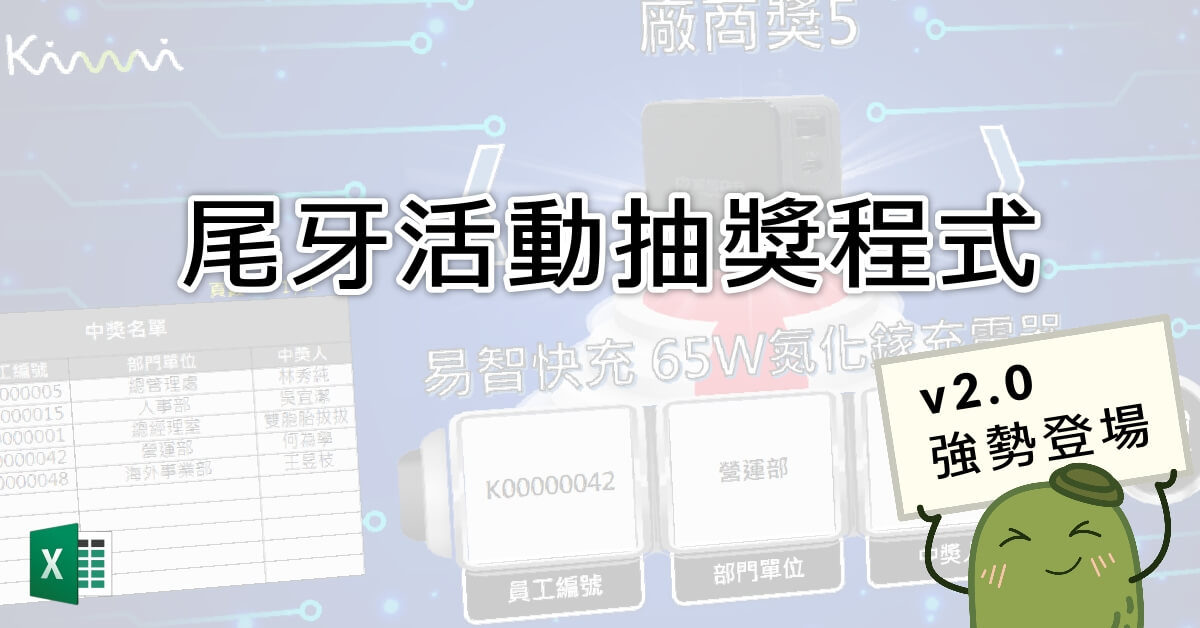 Kiwwi
廠商獎5
尾牙活動抽獎程式
中獎名單
工編號 部門單位 中獎人
000005 總管理處 林秀純
000015 人事部 吳宜潔
000001 總經理室 雙胞胎拔拔
000042 營運部 何為學
0000048 海外事業部 王昱枝
易智快充 65W氮化鎵充電器
v2.0
強勢登場
K00000042 營運部
員工編號 部門單位 中獎人
X